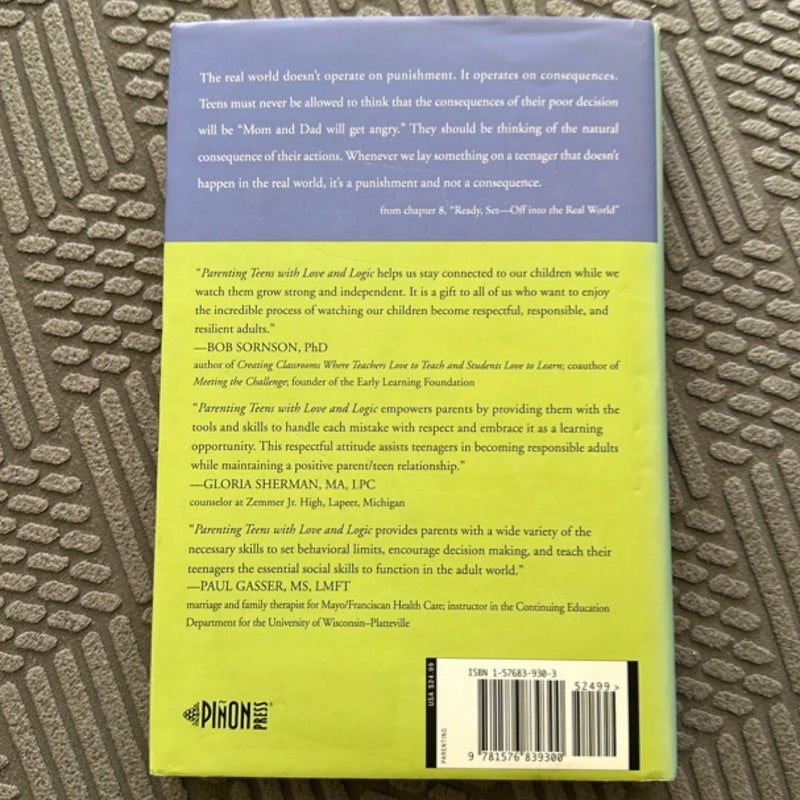 The real world doesn't operate on punishment. It operates on consequences.
Teens must never be allowed to think that the consequences of their poor decision
will be "Mom and Dad will get angry." They should be thinking of the natural
consequence of their actions. Whenever we lay something on a teenager that doesn't
happen in the real world, it's a punishment and not a consequence.
from chapter 8, "Ready, Set—Off into the Real World"
"Parenting Teens with Love and Logic helps us stay connected to our children while we
watch them grow strong and independent. It is a gift to all of us who want to enjoy
the incredible process of watching our children become respectful, responsible, and
resilient adults."
—BOB SORNSON, PhD
author of Creating Classrooms Where Teachers Love to Teach and Students Love to Learn; coauthor of
Meeting the Challenge; founder of the Early Learning Foundation
"Parenting Teens with Love and Logic empowers parents by providing them with the
tools and skills to handle each mistake with respect and embrace it as a learning
opportunity. This respectful attitude assists teenagers in becoming responsible adults
while maintaining a positive parent/teen relationship."
—GLORIA SHERMAN, MA, LPC
counselor at Zemmer Jr. High, Lapeer, Michigan
"Parenting Teens with Love and Logic provides parents with a wide variety of the
necessary skills to set behavioral limits, encourage decision making, and teach their
teenagers the essential social skills to function in the adult world."
—PAUL GASSER, MS, LMFT
marriage and family therapist for Mayo/Franciscan Health Care; instructor in the Continuing Education
Department for the University of Wisconsin–Platteville
PIÑON PRESS®
PARENTING
USA $24.99
ISBN 1-57683-930-3
52499>
9 781576 839300